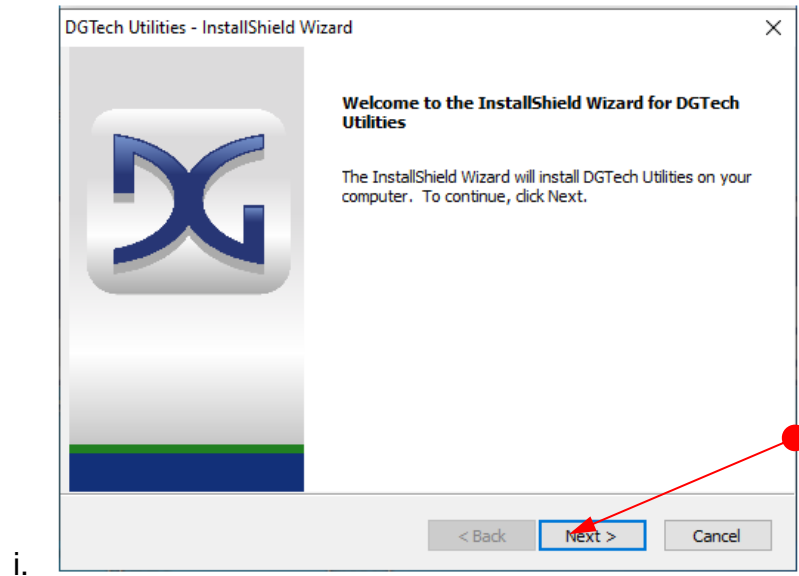 DGTech Utilities - InstallShield Wizard
Welcome to the InstallShield Wizard for DGTech
Utilities
The InstallShield Wizard will install DGTech Utilities on your
computer. To continue, click Next.
DG
< Back Next > Cancel
i.